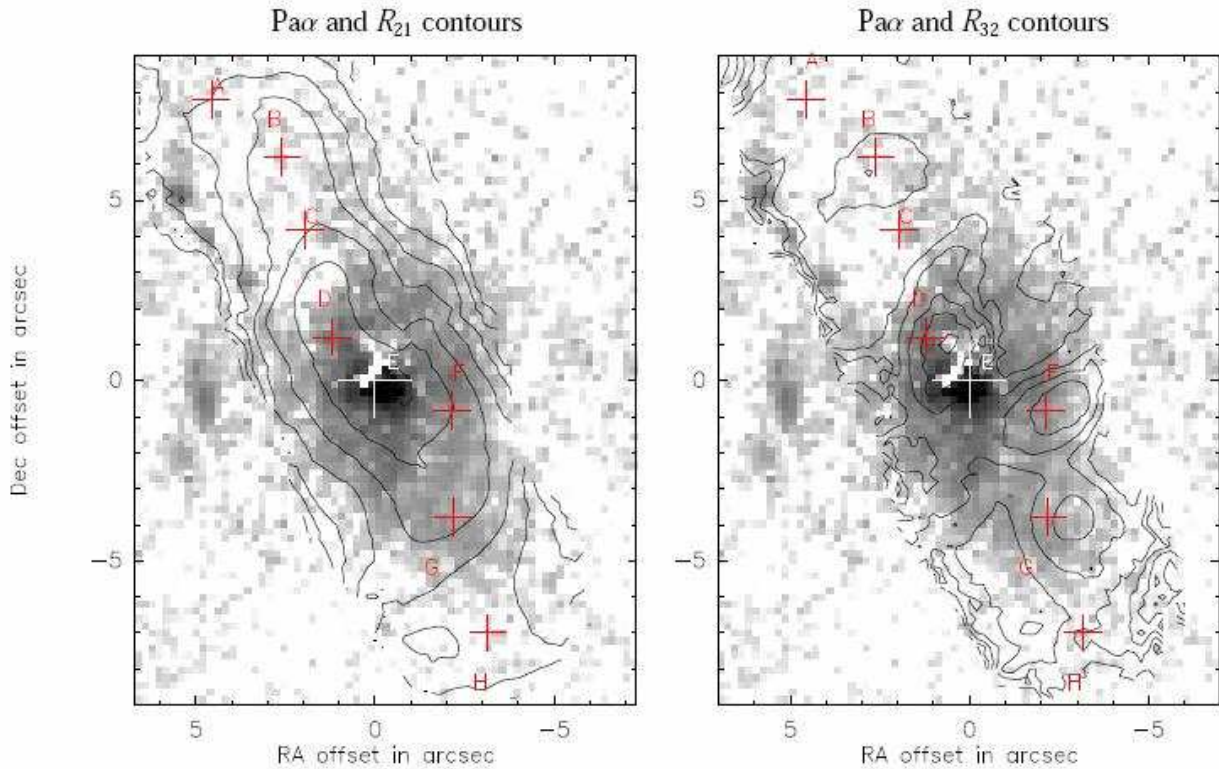 Paα and R₂₁ contours
Paα and R₃₂ contours
A
B
C
D
E
F
G
H
A
B
C
D
E
F
G
H
5
0
−5
5
0
−5
Dec offset in arcsec
5
0
−5
5
0
−5
RA offset in arcsec
RA offset in arcsec